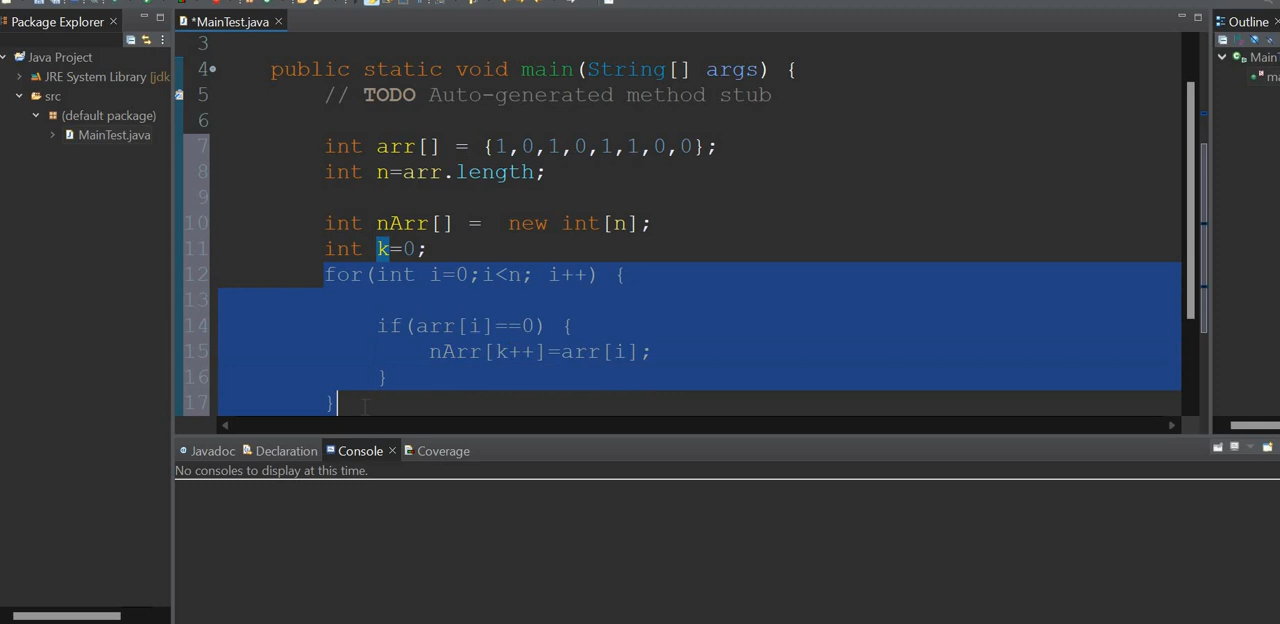 Package Explorer
*MainTest.java
Outline
Java Project
JRE System Library [jdk
src
(default package)
MainTest.java
3
4 public static void main(String[] args) {
5 // TODO Auto-generated method stub
6
7 int arr[] = {1,0,1,0,1,1,0,0};
8 int n=arr.length;
9
10 int nArr[] =  new int[n];
11 int k=0;
12 for(int i=0;i<n; i++) {
13
14 if(arr[i]==0) {
15 nArr[k++]=arr[i];
16 }
17 }
MainT
ma
Javadoc Declaration Console Coverage
No consoles to display at this time.